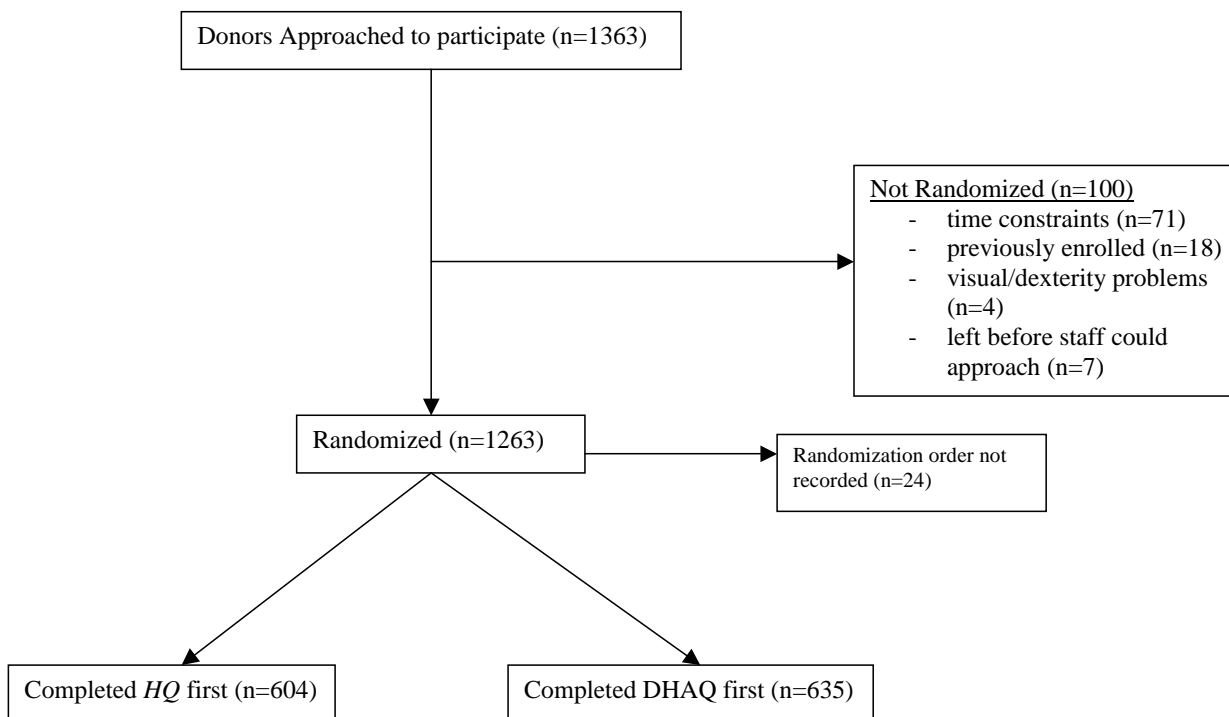 Donors Approached to participate (n=1363)
Not Randomized (n=100)
- time constraints (n=71)
- previously enrolled (n=18)
- visual/dexterity problems
(n=4)
- left before staff could
approach (n=7)
Randomized (n=1263)
Randomization order not
recorded (n=24)
Completed HQ first (n=604)
Completed DHAQ first (n=635)